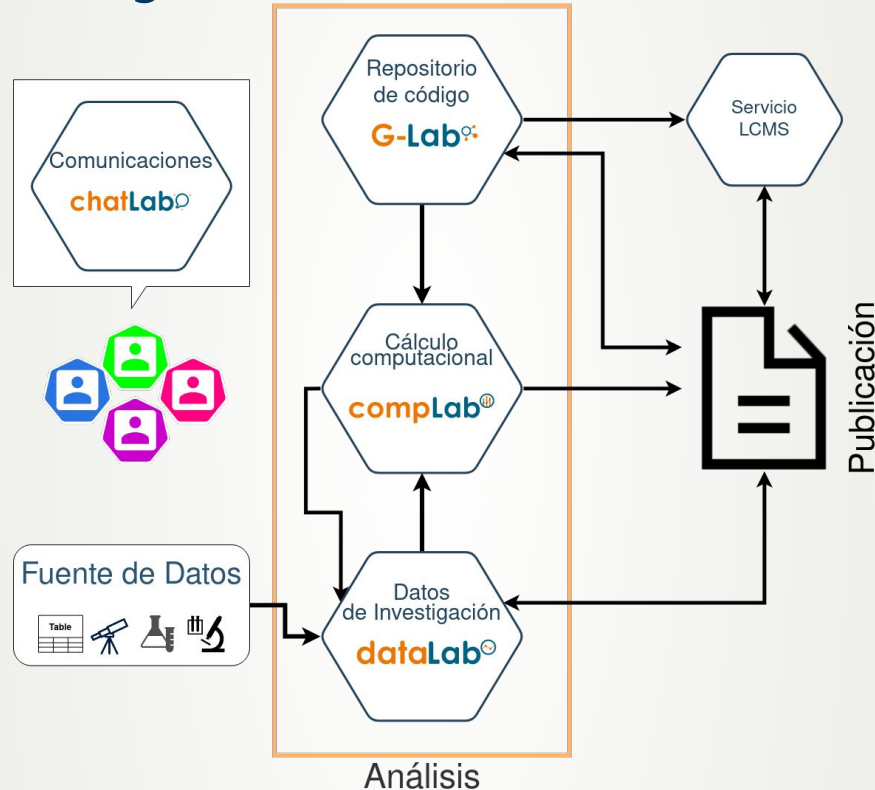 Repositorio
de código
G-Lab
Servicio
LCMS
Comunicaciones
chatLab
Cálculo
computacional
compLab
Publicación
Fuente de Datos
Table
Datos
de Investigación
dataLab
Análisis